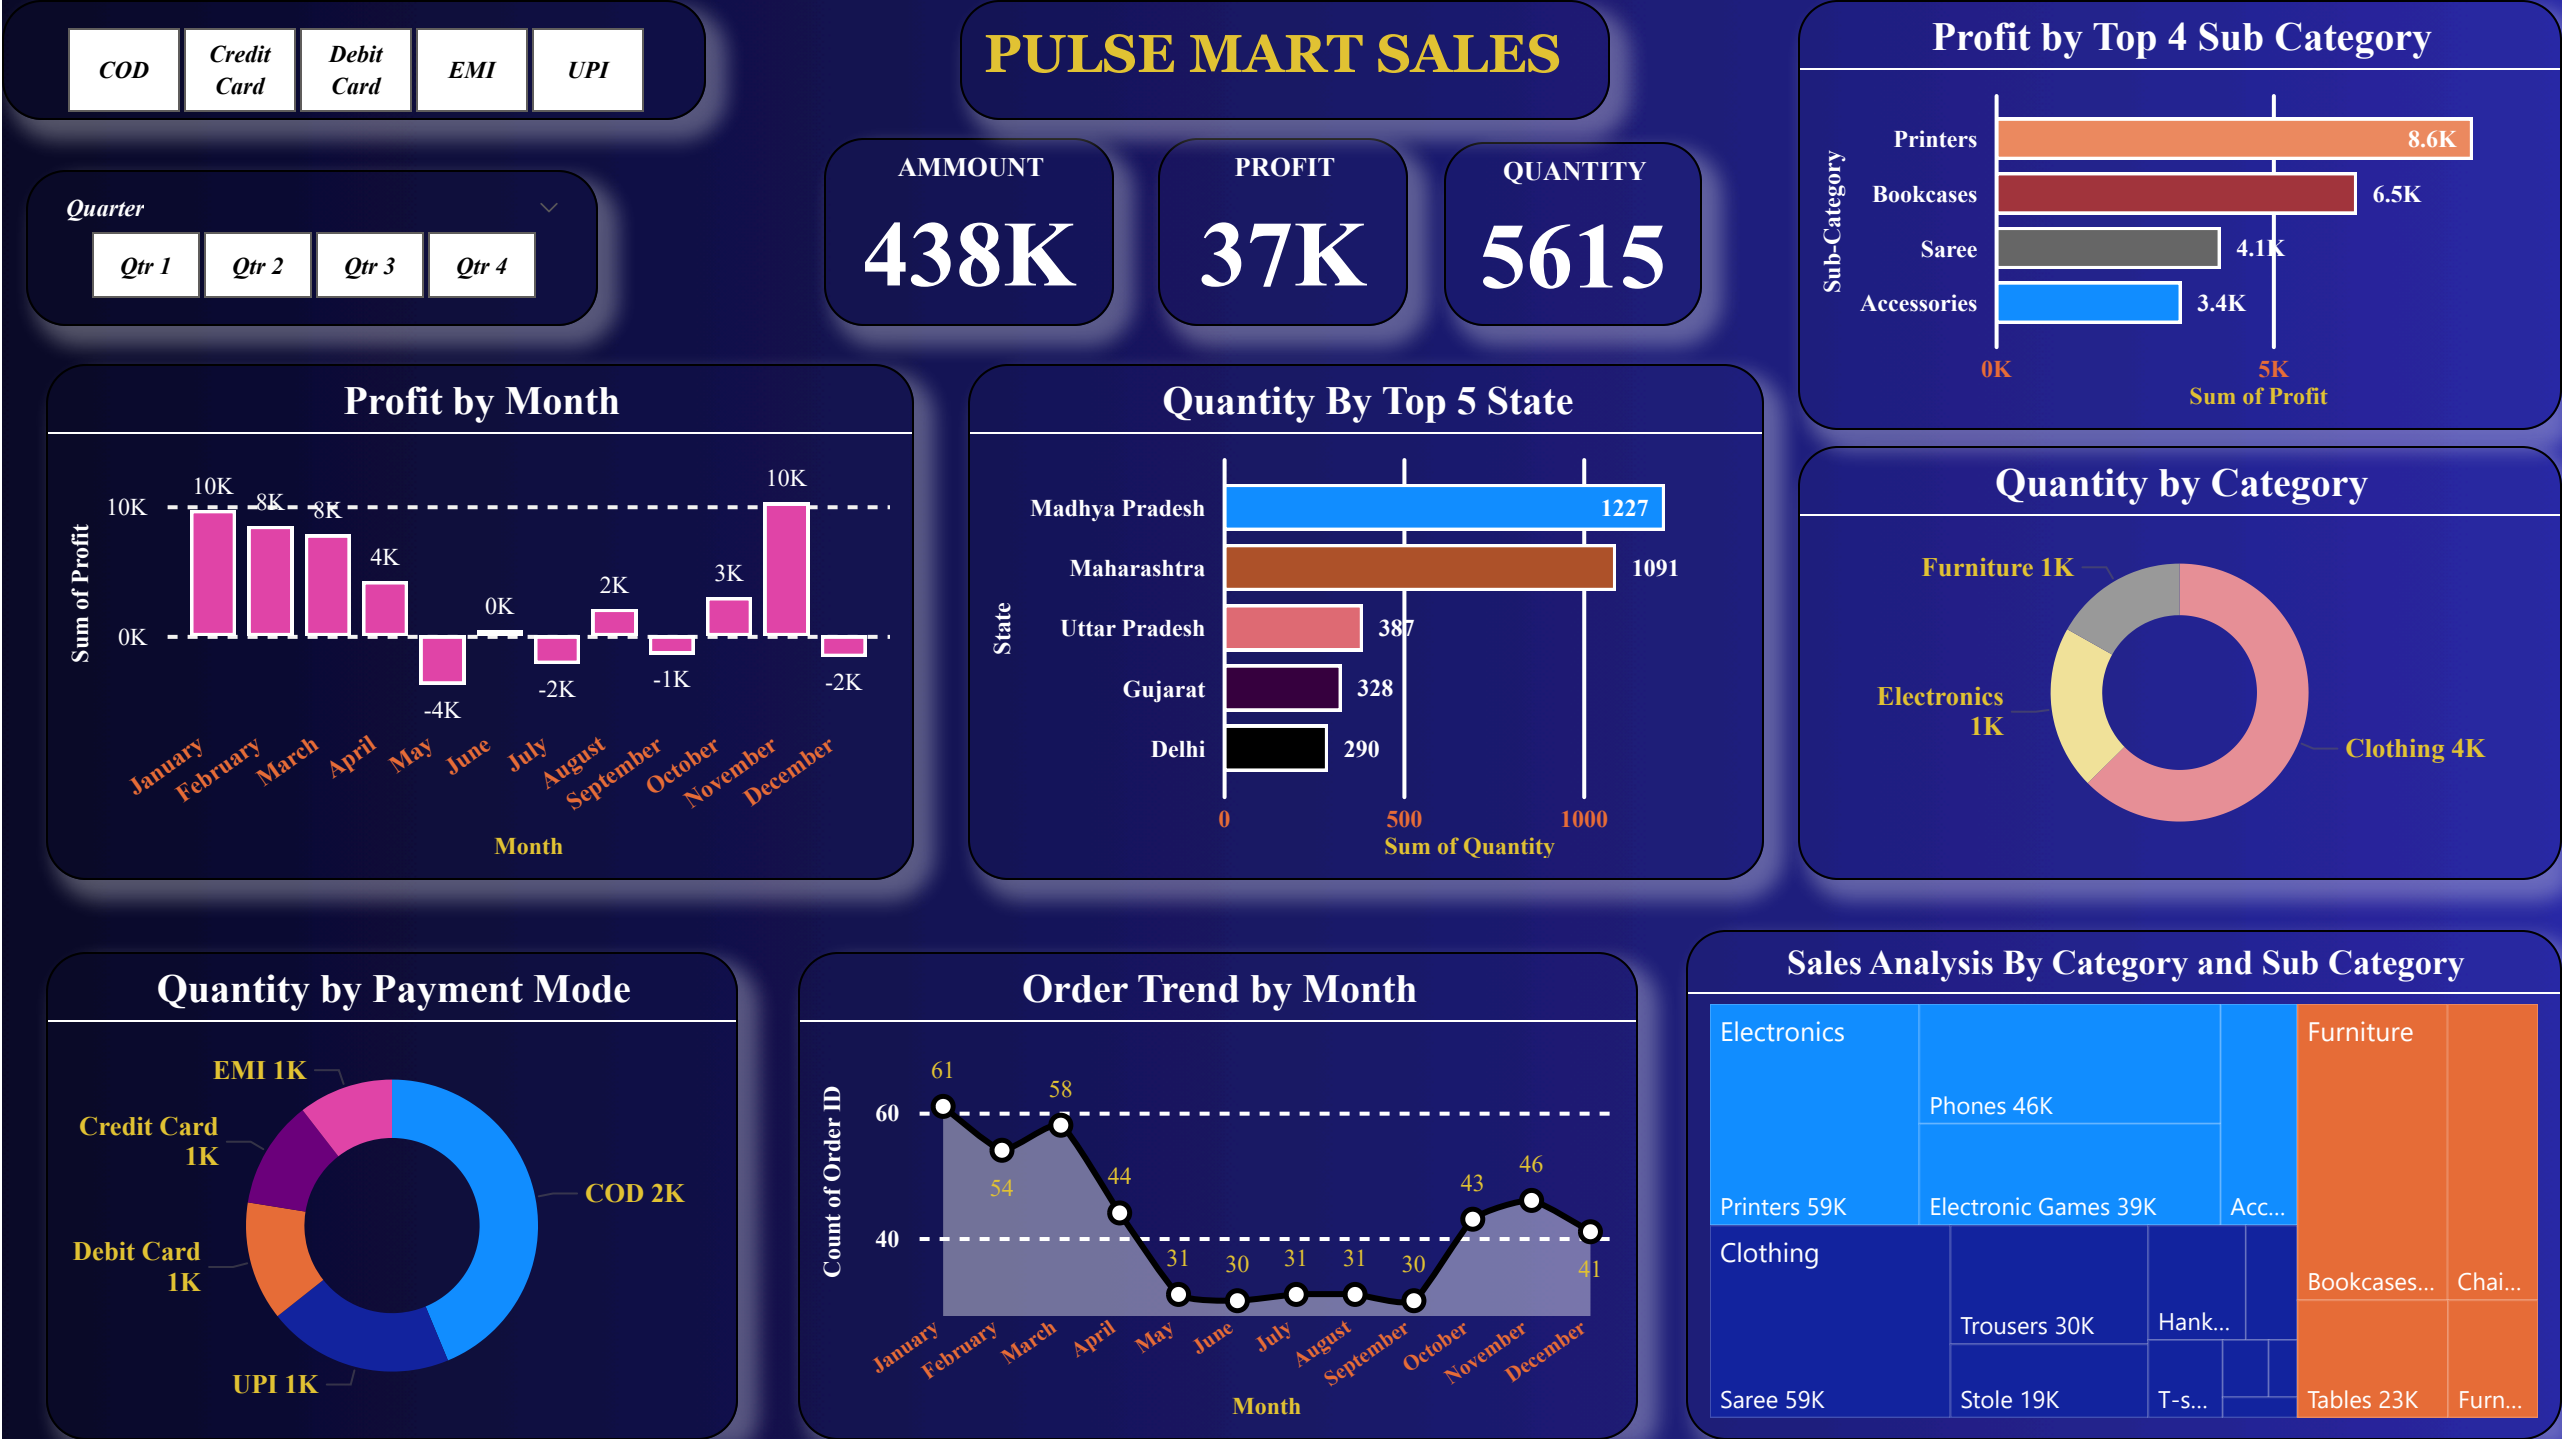 COD
Credit
Card
Debit
Card
EMI
UPI
PULSE MART SALES
Quarter
Qtr 1
Qtr 2
Qtr 3
Qtr 4
AMMOUNT
438K
PROFIT
37K
QUANTITY
5615
Profit by Top 4 Sub Category
Sub-Category
Printers
8.6K
Bookcases
6.5K
Saree
4.1K
Accessories
3.4K
0K
5K
Sum of Profit
Profit by Month
Sum of Profit
10K
0K
10K
8K
8K
4K
-4K
0K
-2K
2K
-1K
3K
10K
-2K
January
February
March
April
May
June
July
August
September
October
November
December
Month
Quantity By Top 5 State
State
Madhya Pradesh
1227
Maharashtra
1091
Uttar Pradesh
387
Gujarat
328
Delhi
290
0
500
1000
Sum of Quantity
Quantity by Category
Furniture 1K
Electronics
1K
Clothing 4K
Quantity by Payment Mode
EMI 1K
Credit Card
1K
Debit Card
1K
UPI 1K
COD 2K
Order Trend by Month
Count of Order ID
60
40
61
54
58
44
31
30
31
31
30
43
46
41
January
February
March
April
May
June
July
August
September
October
November
December
Month
Sales Analysis By Category and Sub Category
Electronics
Printers 59K
Phones 46K
Electronic Games 39K
Acc...
Furniture
Bookcases...
Chai...
Tables 23K
Furn...
Clothing
Saree 59K
Trousers 30K
Stole 19K
Hank...
T-s...